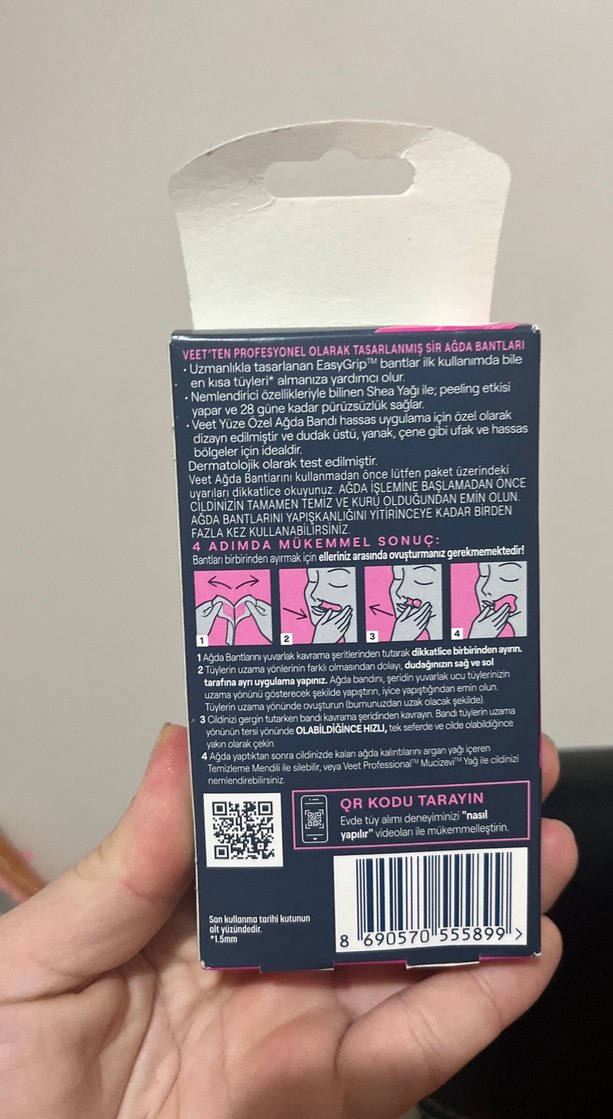 VEET'TEN PROFESYONEL OLARAK TASARLANMIŞ SİR AĞDA BANTLARI
• Uzmanlıkla tasarlanan EasyGrip™ bantlar ilk kullanımda bile
en kısa tüyleri* almanıza yardımcı olur.
• Nemlendirici özellikleriyle bilinen Shea Yağı ile; peeling etkisi
yapar ve 28 güne kadar pürüzsüzlük sağlar.
• Veet Yüze Özel Ağda Bandı hassas uygulama için özel olarak
dizayn edilmiştir ve dudak üstü, yanak, çene gibi ufak ve hassas
bölgeler için idealdir.
Dermatolojik olarak test edilmiştir.
Veet Ağda Bantlarını kullanmadan önce lütfen paket üzerindeki
uyarıları dikkatlice okuyunuz. AĞDA İŞLEMİNE BAŞLAMADAN ÖNCE
CİLDİNİZİN TAMAMEN TEMİZ VE KURU OLDUĞUNDAN EMİN OLUN.
AĞDA BANTLARINI YAPIŞKANLIĞINI YİTİRİNCEYE KADAR BİRDEN
FAZLA KEZ KULLANABİLİRSİNİZ.
4 ADIMDA MÜKEMMEL SONUÇ:
Bantları birbirinden ayırmak için elleriniz arasında ovuşturmanız gerekmemektedir!
1 2 3 4
1 Ağda Bantlarını yuvarlak kavrama şeritlerinden tutarak dikkatlice birbirinden ayırın.
2 Tüylerin uzama yönlerinin farklı olmasından dolayı, dudağınızın sağ ve sol
tarafına ayrı uygulama yapınız. Ağda bandını, şeridin yuvarlak ucu tüylerinizin
uzama yönünü gösterecek şekilde yapıştırın, iyice yapıştığından emin olun.
Tüylerin uzama yönünde ovuşturun (burnunuzdan uzak olacak şekilde).
3 Cildinizi gergin tutarken bandı kavrama şeridinden kavrayın. Bandı tüylerin uzama
yönünün tersi yönünde OLABİLDİĞİNCE HIZLI, tek seferde ve cilde olabildiğince
yakın olarak çekin.
4 Ağda yaptıktan sonra cildinizde kalan ağda kalıntılarını argan yağı içeren
Temizleme Mendili ile silebilir, veya Veet Professional™ Mucizevi™ Yağ ile cildinizi
nemlendirebilirsiniz.
QR KODU TARAYIN
Evde tüy alımı deneyiminizi "nasıl
yapılır" videoları ile mükemmelleştirin.
Son kullanma tarihi kutunun
alt yüzündedir.
*1.5mm
8 690570 555899 >